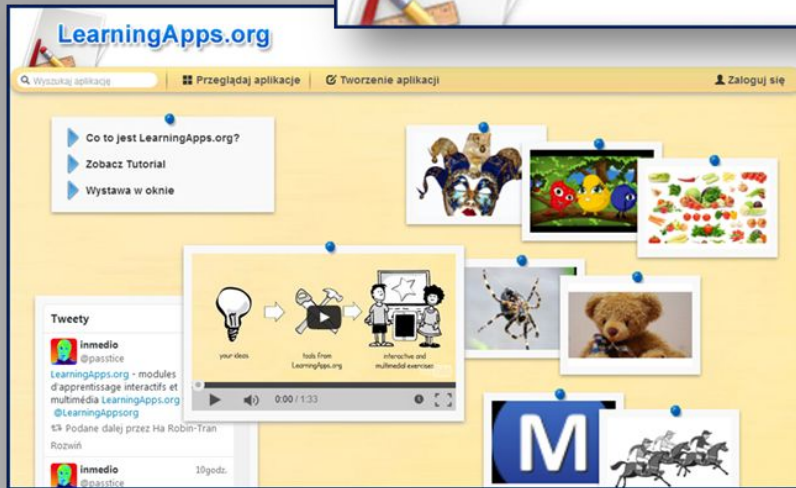 LearningApps.org
Wyszukaj aplikację
Przeglądaj aplikacje
Tworzenie aplikacji
Zaloguj się
Co to jest LearningApps.org?
Zobacz Tutorial
Wystawa w oknie
your ideas
tools from
LearningApps.org
interactive and
multimedial exercises
0:00 / 1:33
Tweety
inmedio
@passtice
LearningApps.org - modules
d'apprentissage interactifs et
multimédia LearningApps.org
@LearningAppsorg
Podane dalej przez Ha Robin-Tran
Rozwiń
inmedio
10godz.
@passtice
M